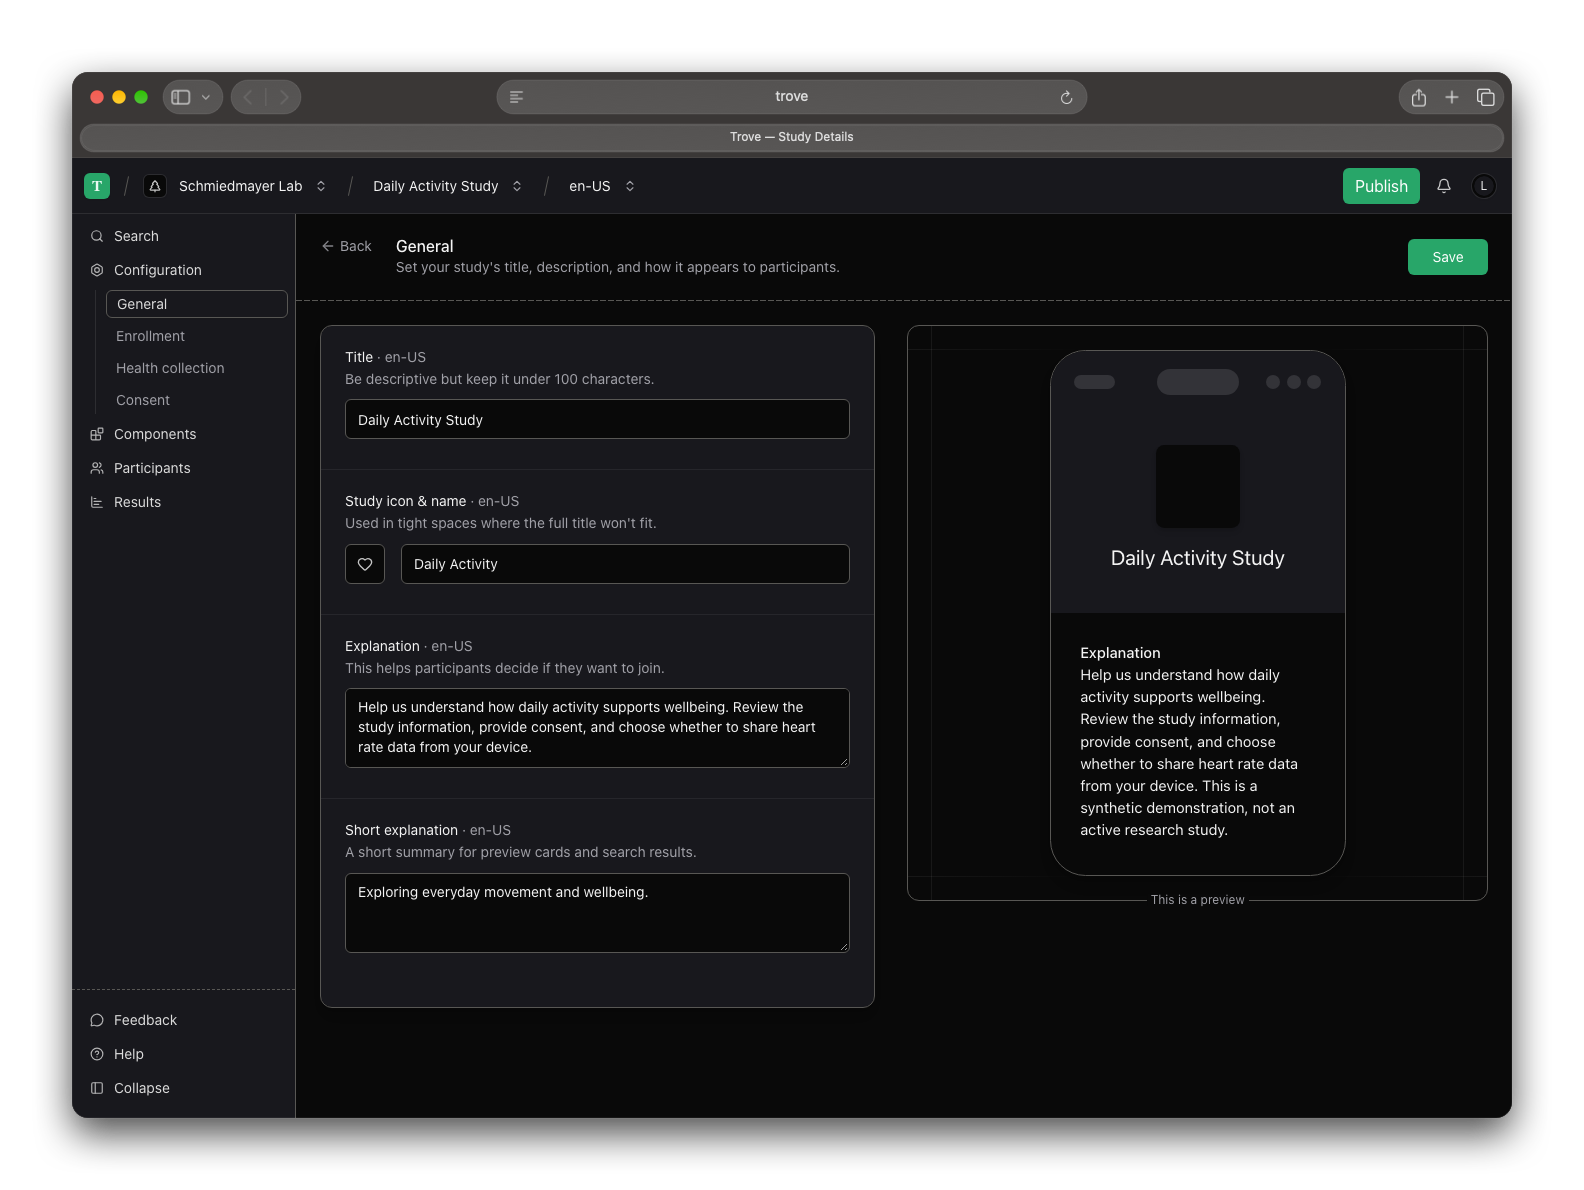 trove
Trove — Study Details
T / Schmiedmayer Lab / Daily Activity Study / en-US
Publish
L
Search
Configuration
General
Enrollment
Health collection
Consent
Components
Participants
Results
Feedback
Help
Collapse
Back
General
Set your study's title, description, and how it appears to participants.
Save
Title · en-US
Be descriptive but keep it under 100 characters.
Daily Activity Study
Study icon & name · en-US
Used in tight spaces where the full title won't fit.
Daily Activity
Explanation · en-US
This helps participants decide if they want to join.
Help us understand how daily activity supports wellbeing. Review the
study information, provide consent, and choose whether to share heart
rate data from your device.
Short explanation · en-US
A short summary for preview cards and search results.
Exploring everyday movement and wellbeing.
Daily Activity Study
Explanation
Help us understand how daily
activity supports wellbeing.
Review the study information,
provide consent, and choose
whether to share heart rate data
from your device. This is a
synthetic demonstration, not an
active research study.
This is a preview